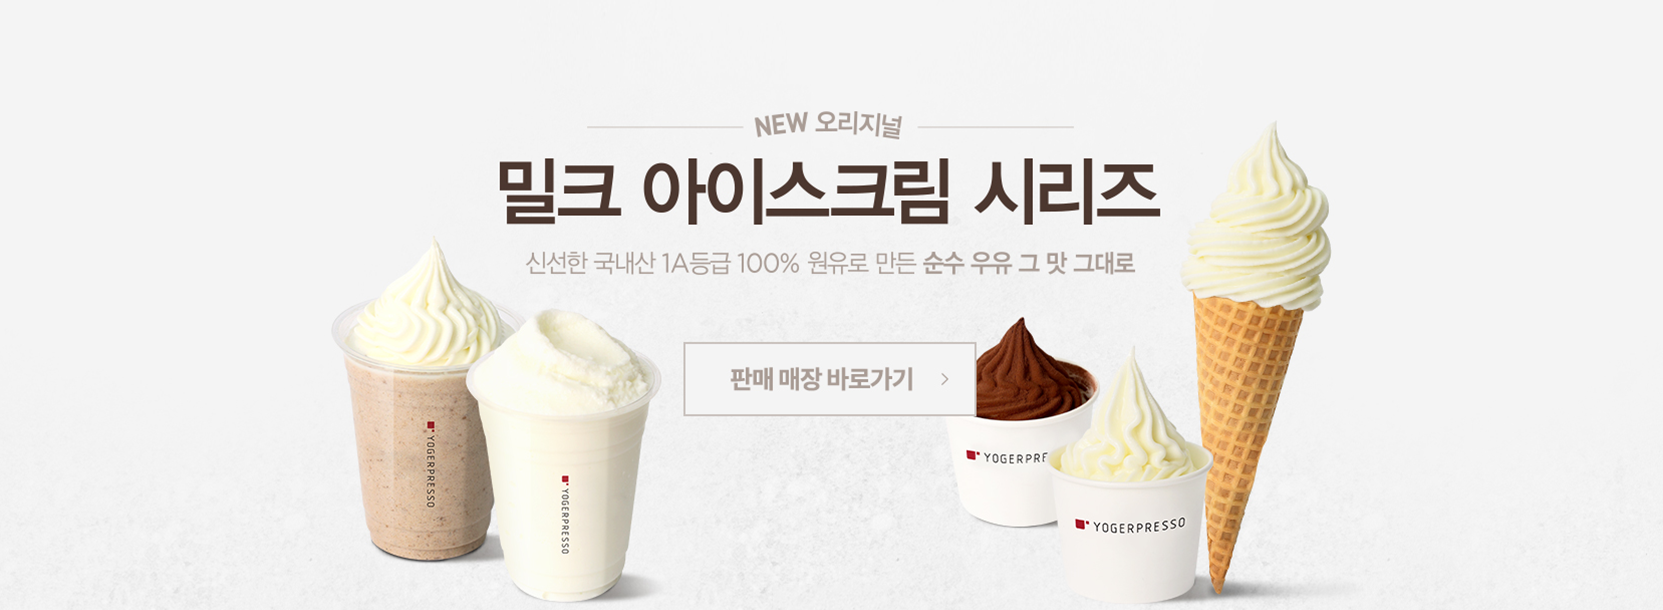 NEW 오리지널
밀크 아이스크림 시리즈
신선한 국내산 1A등급 100% 원유로 만든 순수 우유 그 맛 그대로
판매 매장 바로가기 >
YOGERPRESSO
YOGERPRESSO
YOGERPRE
YOGERPRESSO